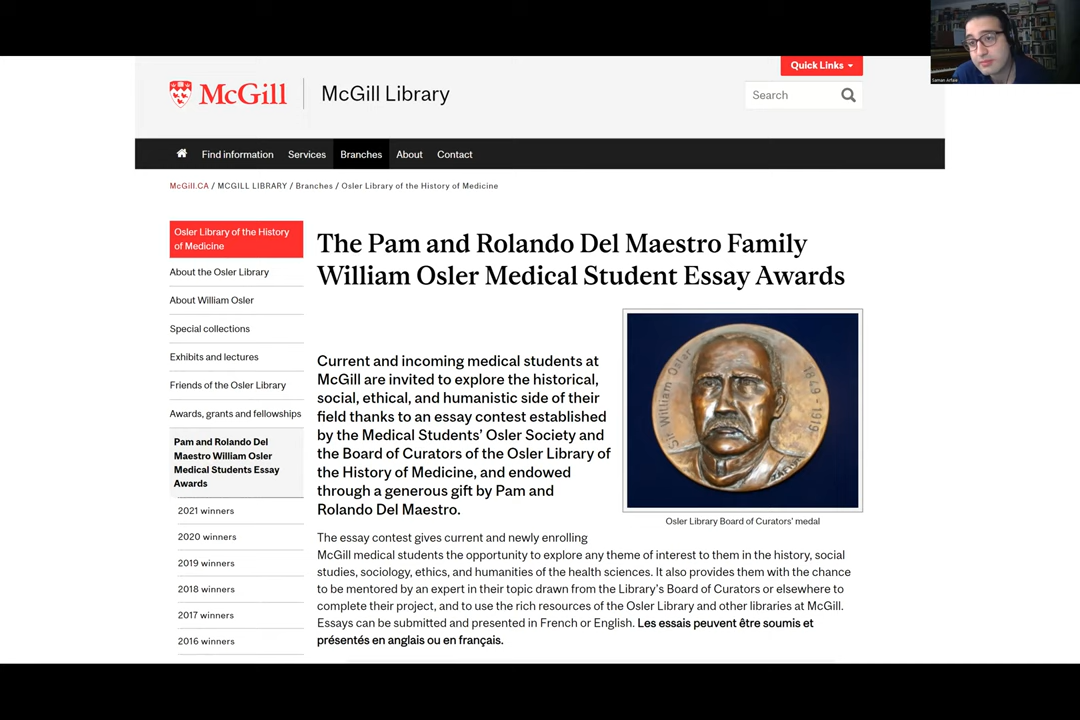 Quick Links
McGill
McGill Library
Search
Find information
Services
Branches
About
Contact
McGill.CA / MCGILL LIBRARY / Branches / Osler Library of the History of Medicine
Osler Library of the History
of Medicine
About the Osler Library
About William Osler
Special collections
Exhibits and lectures
Friends of the Osler Library
Awards, grants and fellowships
Pam and Rolando Del
Maestro William Osler
Medical Students Essay
Awards
2021 winners
2020 winners
2019 winners
2018 winners
2017 winners
2016 winners
The Pam and Rolando Del Maestro Family
William Osler Medical Student Essay Awards
Current and incoming medical students at
McGill are invited to explore the historical,
social, ethical, and humanistic side of their
field thanks to an essay contest established
by the Medical Students' Osler Society and
the Board of Curators of the Osler Library of
the History of Medicine, and endowed
through a generous gift by Pam and
Rolando Del Maestro.
Sir William Osler
1849 - 1919
Osler Library Board of Curators' medal
The essay contest gives current and newly enrolling
McGill medical students the opportunity to explore any theme of interest to them in the history, social
studies, sociology, ethics, and humanities of the health sciences. It also provides them with the chance
to be mentored by an expert in their topic drawn from the Library's Board of Curators or elsewhere to
complete their project, and to use the rich resources of the Osler Library and other libraries at McGill.
Essays can be submitted and presented in French or English. Les essais peuvent être soumis et
présentés en anglais ou en français.